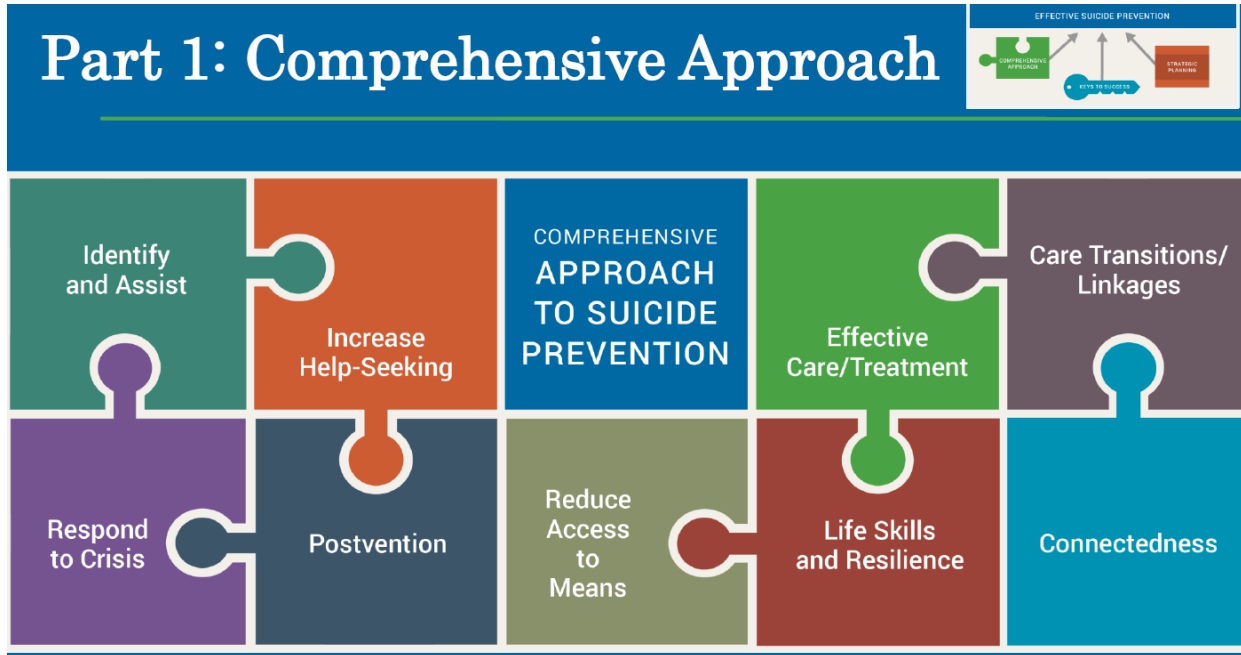 Part 1: Comprehensive Approach
EFFECTIVE SUICIDE PREVENTION
COMPREHENSIVE
APPROACH
KEYS TO SUCCESS
STRATEGIC
PLANNING
Identify
and Assist
Increase
Help-Seeking
COMPREHENSIVE
APPROACH
TO SUICIDE
PREVENTION
Effective
Care/Treatment
Care Transitions/
Linkages
Respond
to Crisis
Postvention
Reduce
Access
to
Means
Life Skills
and Resilience
Connectedness